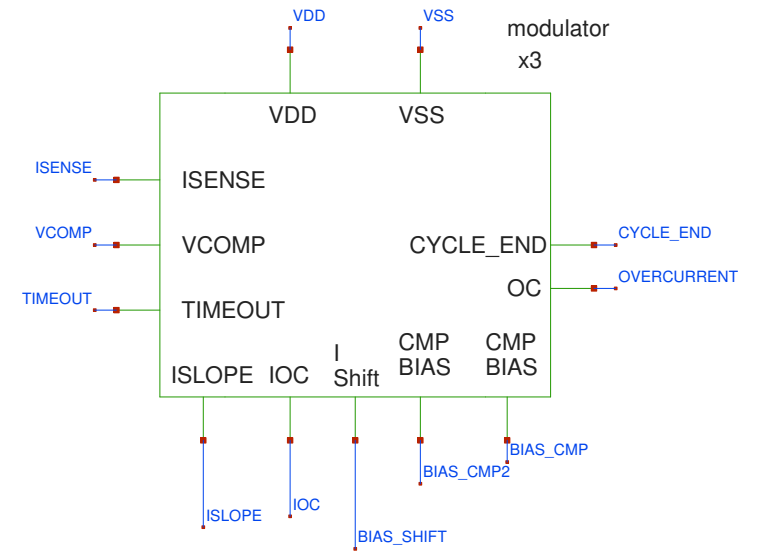 VDD
VSS
modulator
x3
VDD
VSS
ISENSE
ISENSE
VCOMP
VCOMP
CYCLE_END
CYCLE_END
OC
OVERCURRENT
TIMEOUT
TIMEOUT
ISLOPE
IOC
I
Shift
CMP
BIAS
CMP
BIAS
BIAS_CMP
BIAS_CMP2
IOC
ISLOPE
BIAS_SHIFT